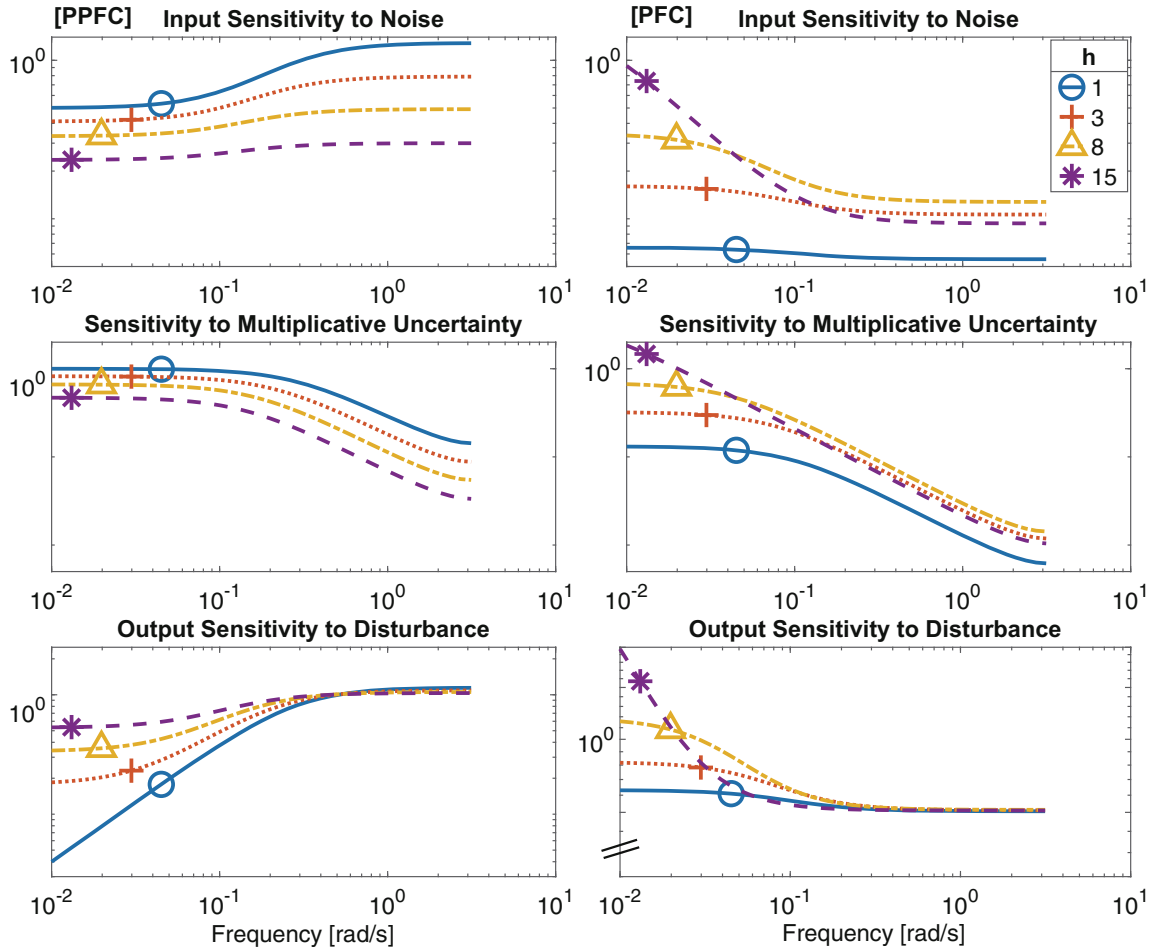 [PPFC] Input Sensitivity to Noise
10^0
10^-2 10^-1 10^0 10^1
Sensitivity to Multiplicative Uncertainty
10^0
10^-2 10^-1 10^0 10^1
Output Sensitivity to Disturbance
10^0
10^-2 10^-1 10^0 10^1
Frequency [rad/s]
[PFC] Input Sensitivity to Noise
10^0
h
1
3
8
15
10^-2 10^-1 10^0 10^1
Sensitivity to Multiplicative Uncertainty
10^0
10^-2 10^-1 10^0 10^1
Output Sensitivity to Disturbance
10^0
10^-2 10^-1 10^0 10^1
Frequency [rad/s]